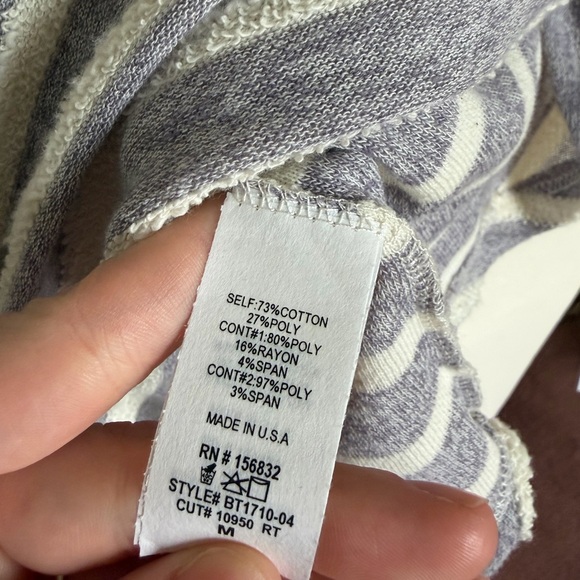 SELF:73%COTTON
27%POLY
CONT#1:80%POLY
16%RAYON
4%SPAN
CONT#2:97%POLY
3%SPAN
MADE IN U.S.A
RN # 156832
STYLE# BT1710-04
CUT# 10950 RT
M